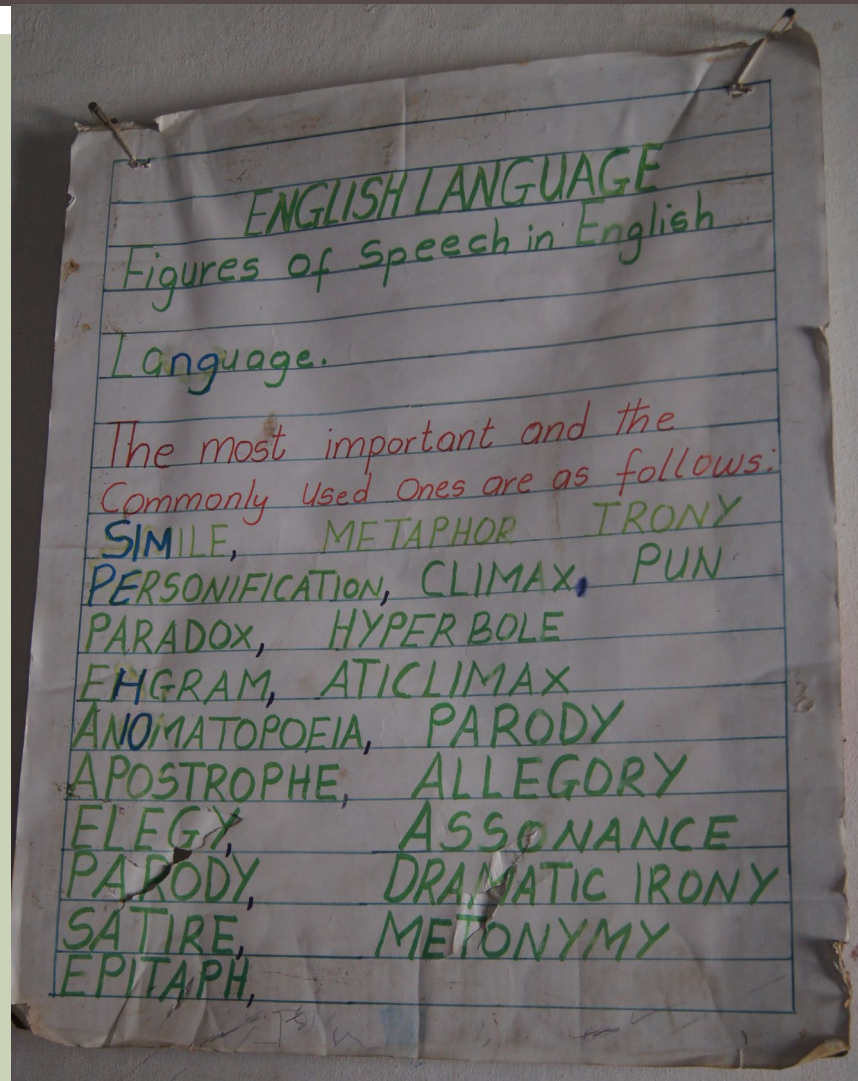 ENGLISH LANGUAGE
Figures of Speech in English
Language.
The most important and the
Commonly Used Ones are as follows:
SIMILE, METAPHOR IRONY
PERSONIFICATION, CLIMAX, PUN
PARADOX, HYPERBOLE
EHGRAM, ATICLIMAX
ANOMATOPOEIA, PARODY
APOSTROPHE, ALLEGORY
ELEGY, ASSONANCE
PARODY, DRAMATIC IRONY
SATIRE, METONYMY
EPITAPH,